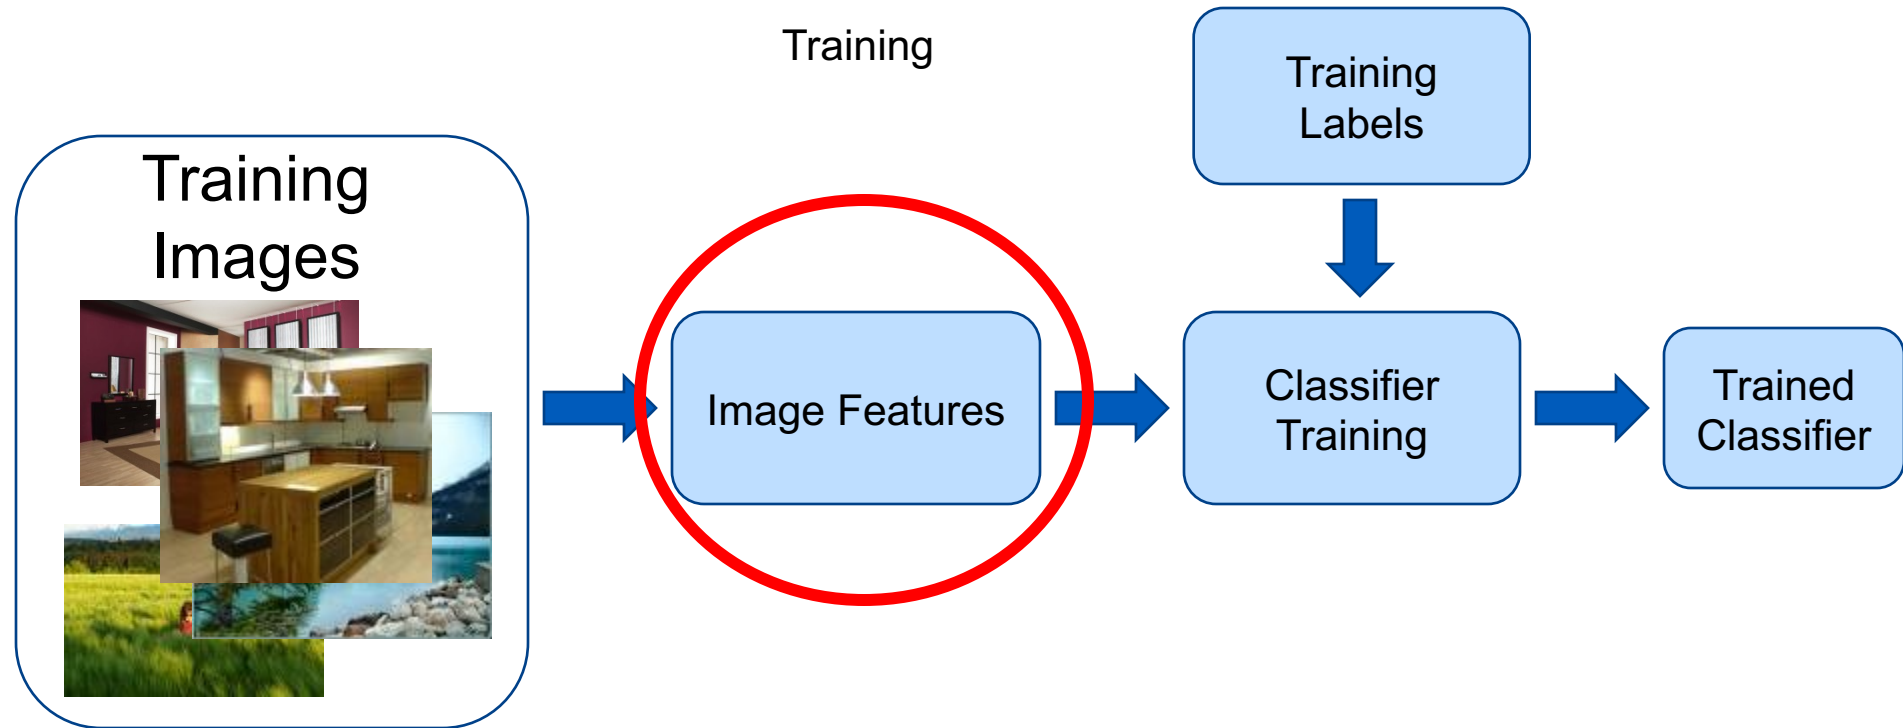 Training
Training
Labels
Training
Images
Image Features
Classifier
Training
Trained
Classifier